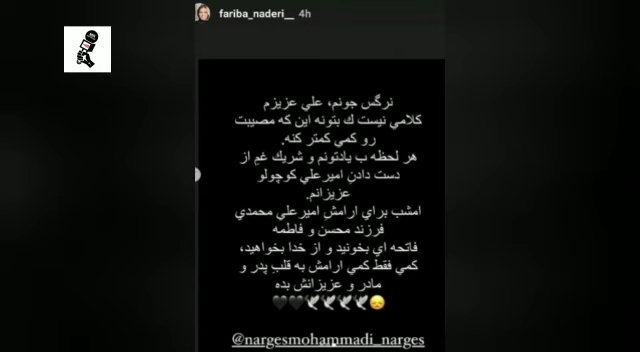 fariba_naderi__ 4h
نرگس جونم، علي عزيزم
كلامي نيست ك بتونه اين كه مصيبت
رو كمي كمتر كنه.
هر لحظه ب يادتونم و شريك غمِ از
دست دادنِ اميرعلي كوچولو
عزيزانم.
امشب براي ارامشِ اميرعلي محمدي
فرزند محسن و فاطمه
فاتحه اي بخونيد و از خدا بخواهيد،
كمي فقط كمي ارامش به قلبِ پدر و
مادر و عزيزانش بده
😞🕊🕊🕊🕊🖤🖤
@nargesmohammadi_narges